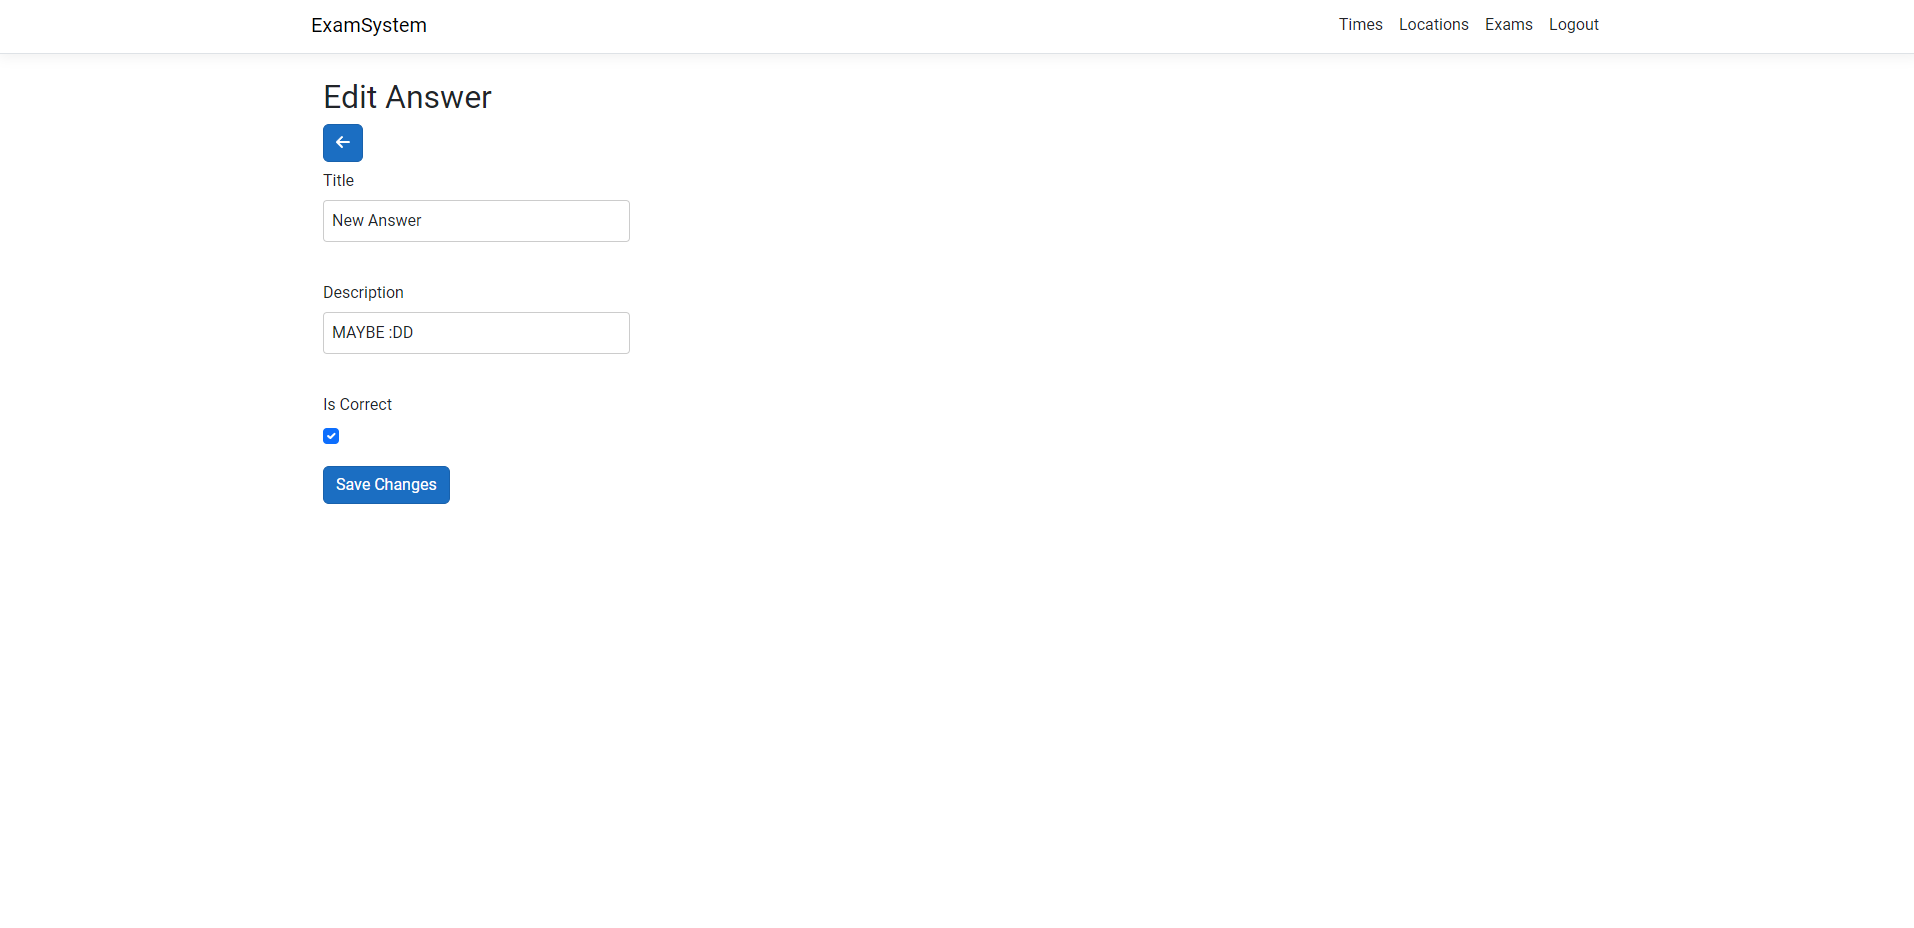 ExamSystem
Times Locations Exams Logout
Edit Answer
Title
New Answer
Description
MAYBE :DD
Is Correct
Save Changes